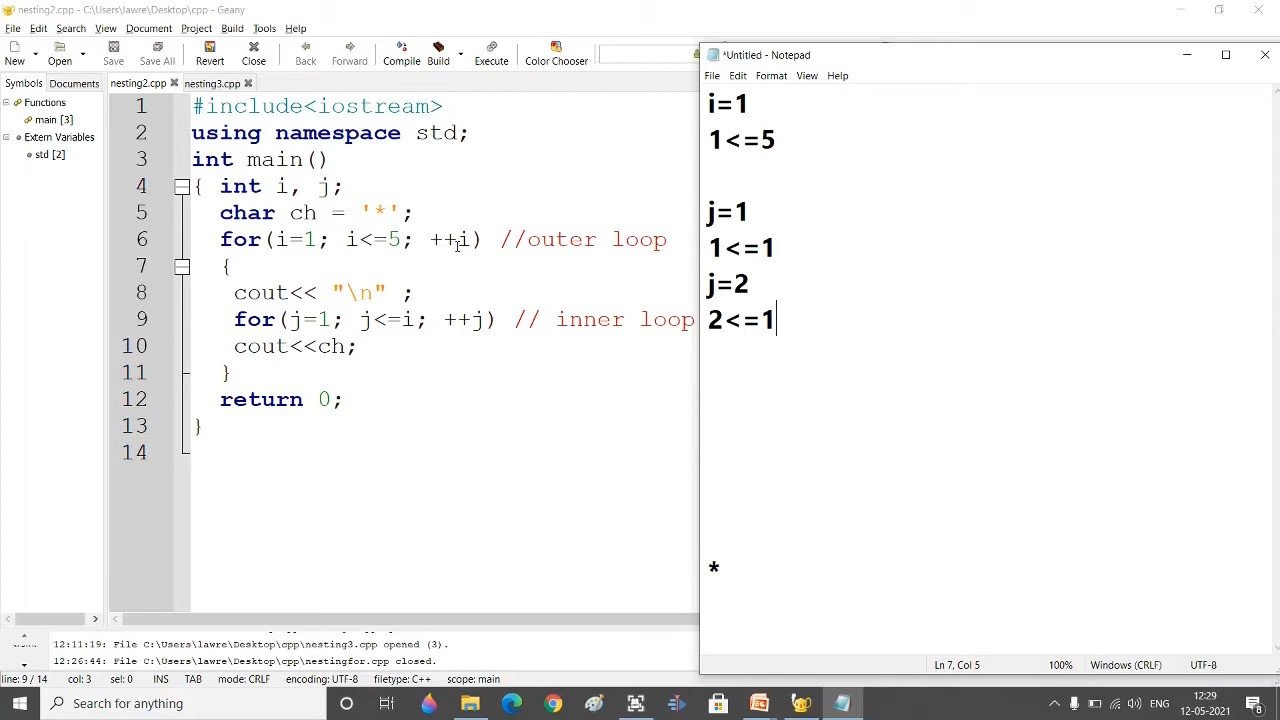 nesting2.cpp - C:\Users\lawre\Desktop\cpp - Geany
File Edit Search View Document Project Build Tools Help
New Open Save Save All Revert Close Back Forward Compile Build Execute Color Chooser
Symbols Documents
nesting2.cpp nesting3.cpp
Functions
main [3]
Extern Variables
std [2]
1 #include<iostream>
2 using namespace std;
3 int main()
4 { int i, j;
5 char ch = '*';
6 for(i=1; i<=5; ++i) //outer loop
7 {
8 cout<< "\n" ;
9 for(j=1; j<=i; ++j) // inner loop
10 cout<<ch;
11 }
12 return 0;
13 }
14
12:11:19: File C:\Users\lawre\Desktop\cpp\nesting3.cpp opened (3).
12:26:44: File C:\Users\lawre\Desktop\cpp\nestingfor.cpp closed.
line: 9 / 14 col: 3 sel: 0 INS TAB mode: CRLF encoding: UTF-8 filetype: C++ scope: main
*Untitled - Notepad
File Edit Format View Help
i=1
1<=5
j=1
1<=1
j=2
2<=1
*
Ln 7, Col 5 100% Windows (CRLF) UTF-8
Search for anything
ENG
12:29
12-05-2021
8